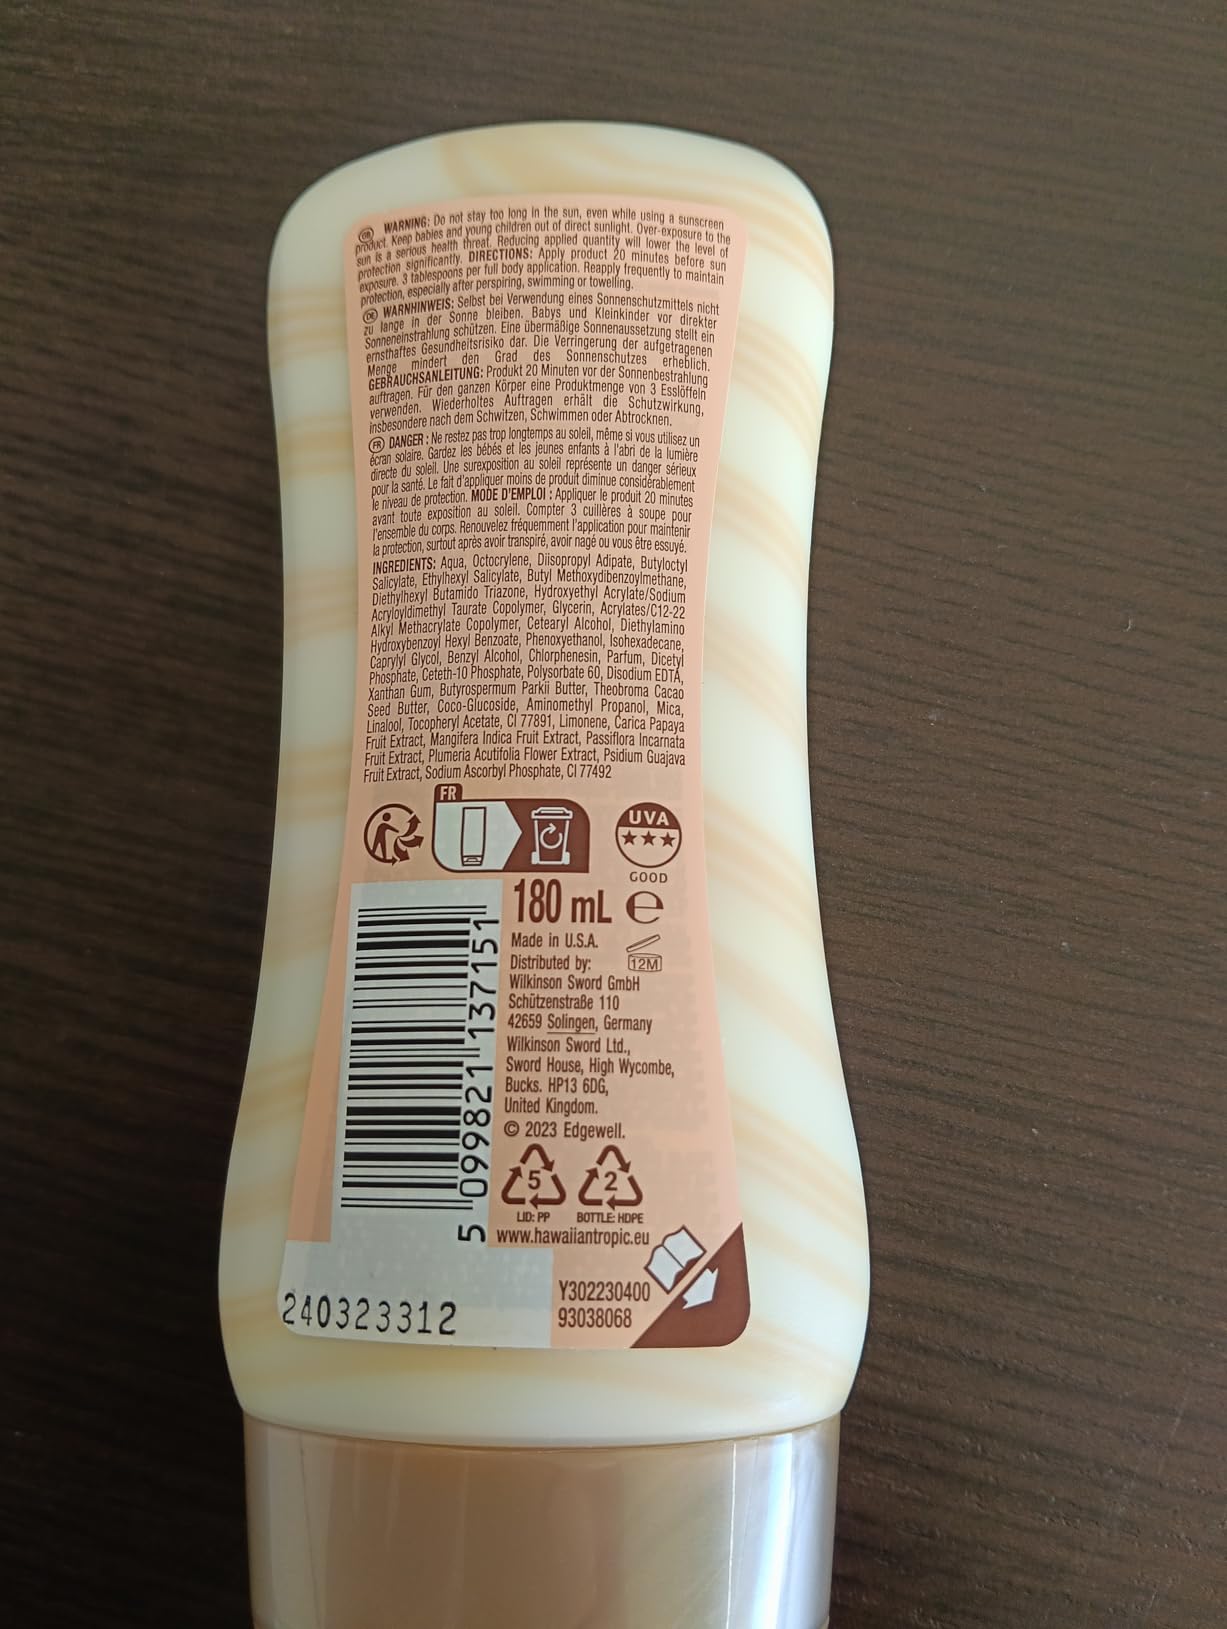 GB WARNING: Do not stay too long in the sun, even while using a sunscreen
product. Keep babies and young children out of direct sunlight. Over-exposure to the
sun is a serious health threat. Reducing applied quantity will lower the level of
protection significantly. DIRECTIONS: Apply product 20 minutes before sun
exposure. 3 tablespoons per full body application. Reapply frequently to maintain
protection, especially after perspiring, swimming or towelling.
DE WARNHINWEIS: Selbst bei Verwendung eines Sonnenschutzmittels nicht
zu lange in der Sonne bleiben. Babys und Kleinkinder vor direkter
Sonneneinstrahlung schützen. Eine übermäßige Sonnenaussetzung stellt ein
ernsthaftes Gesundheitsrisiko dar. Die Verringerung der aufgetragenen
Menge mindert den Grad des Sonnenschutzes erheblich.
GEBRAUCHSANLEITUNG: Produkt 20 Minuten vor der Sonnenbestrahlung
auftragen. Für den ganzen Körper eine Produktmenge von 3 Esslöffeln
verwenden. Wiederholtes Auftragen erhält die Schutzwirkung,
insbesondere nach dem Schwitzen, Schwimmen oder Abtrocknen.
FR DANGER : Ne restez pas trop longtemps au soleil, même si vous utilisez un
écran solaire. Gardez les bébés et les jeunes enfants à l'abri de la lumière
directe du soleil. Une surexposition au soleil représente un danger sérieux
pour la santé. Le fait d'appliquer moins de produit diminue considérablement
le niveau de protection. MODE D'EMPLOI : Appliquer le produit 20 minutes
avant toute exposition au soleil. Compter 3 cuillères à soupe pour
l'ensemble du corps. Renouvelez fréquemment l'application pour maintenir
la protection, surtout après avoir transpiré, avoir nagé ou vous être essuyé.
INGREDIENTS: Aqua, Octocrylene, Diisopropyl Adipate, Butyloctyl
Salicylate, Ethylhexyl Salicylate, Butyl Methoxydibenzoylmethane,
Diethylhexyl Butamido Triazone, Hydroxyethyl Acrylate/Sodium
Acryloyldimethyl Taurate Copolymer, Glycerin, Acrylates/C12-22
Alkyl Methacrylate Copolymer, Cetearyl Alcohol, Diethylamino
Hydroxybenzoyl Hexyl Benzoate, Phenoxyethanol, Isohexadecane,
Caprylyl Glycol, Benzyl Alcohol, Chlorphenesin, Parfum, Dicetyl
Phosphate, Ceteth-10 Phosphate, Polysorbate 60, Disodium EDTA,
Xanthan Gum, Butyrospermum Parkii Butter, Theobroma Cacao
Seed Butter, Coco-Glucoside, Aminomethyl Propanol, Mica,
Linalool, Tocopheryl Acetate, CI 77891, Limonene, Carica Papaya
Fruit Extract, Mangifera Indica Fruit Extract, Passiflora Incarnata
Fruit Extract, Plumeria Acutifolia Flower Extract, Psidium Guajava
Fruit Extract, Sodium Ascorbyl Phosphate, CI 77492
FR
UVA
GOOD
180 mL e
Made in U.S.A.
12M
Distributed by:
Wilkinson Sword GmbH
Schützenstraße 110
42659 Solingen, Germany
Wilkinson Sword Ltd.,
Sword House, High Wycombe,
Bucks. HP13 6DG,
United Kingdom.
© 2023 Edgewell.
5 2
LID: PP BOTTLE: HDPE
www.hawaiiantropic.eu
5 099821 137151
Y302230400
93038068
240323312